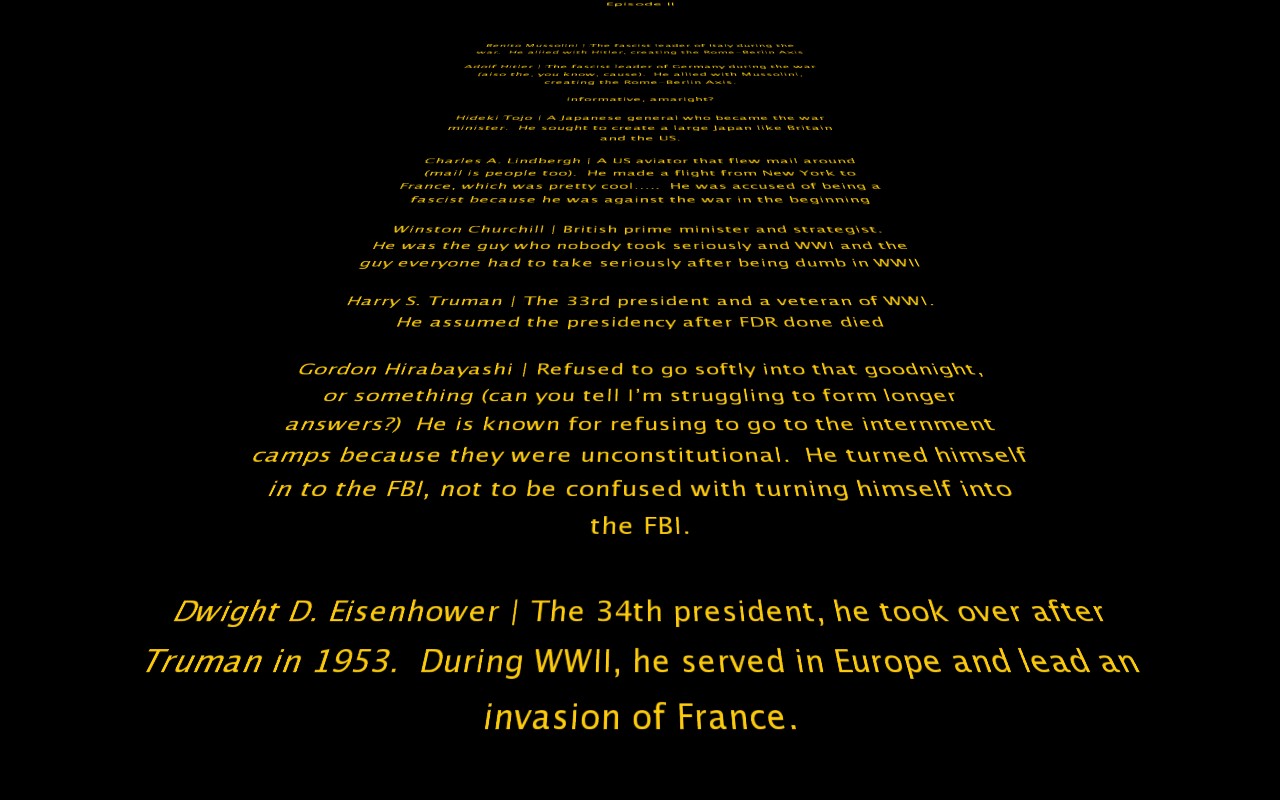 Episode II
Benito Mussolini | The fascist leader of Italy during the
war.  He allied with Hitler, creating the Rome-Berlin Axis
Adolf Hitler | The fascist leader of Germany during the war
(also the, you know, cause).  He allied with Mussolini,
creating the Rome-Berlin Axis.
Informative, amaright?
Hideki Tojo | A Japanese general who became the war
minister.  He sought to create a large Japan like Britain
and the US.
Charles A. Lindbergh | A US aviator that flew mail around
(mail is people too).  He made a flight from New York to
France, which was pretty cool.....  He was accused of being a
fascist because he was against the war in the beginning
Winston Churchill | British prime minister and strategist.
He was the guy who nobody took seriously and WWI and the
guy everyone had to take seriously after being dumb in WWII
Harry S. Truman | The 33rd president and a veteran of WWI.
He assumed the presidency after FDR done died
Gordon Hirabayashi | Refused to go softly into that goodnight,
or something (can you tell I'm struggling to form longer
answers?)  He is known for refusing to go to the internment
camps because they were unconstitutional.  He turned himself
in to the FBI, not to be confused with turning himself into
the FBI.
Dwight D. Eisenhower | The 34th president, he took over after
Truman in 1953.  During WWII, he served in Europe and lead an
invasion of France.